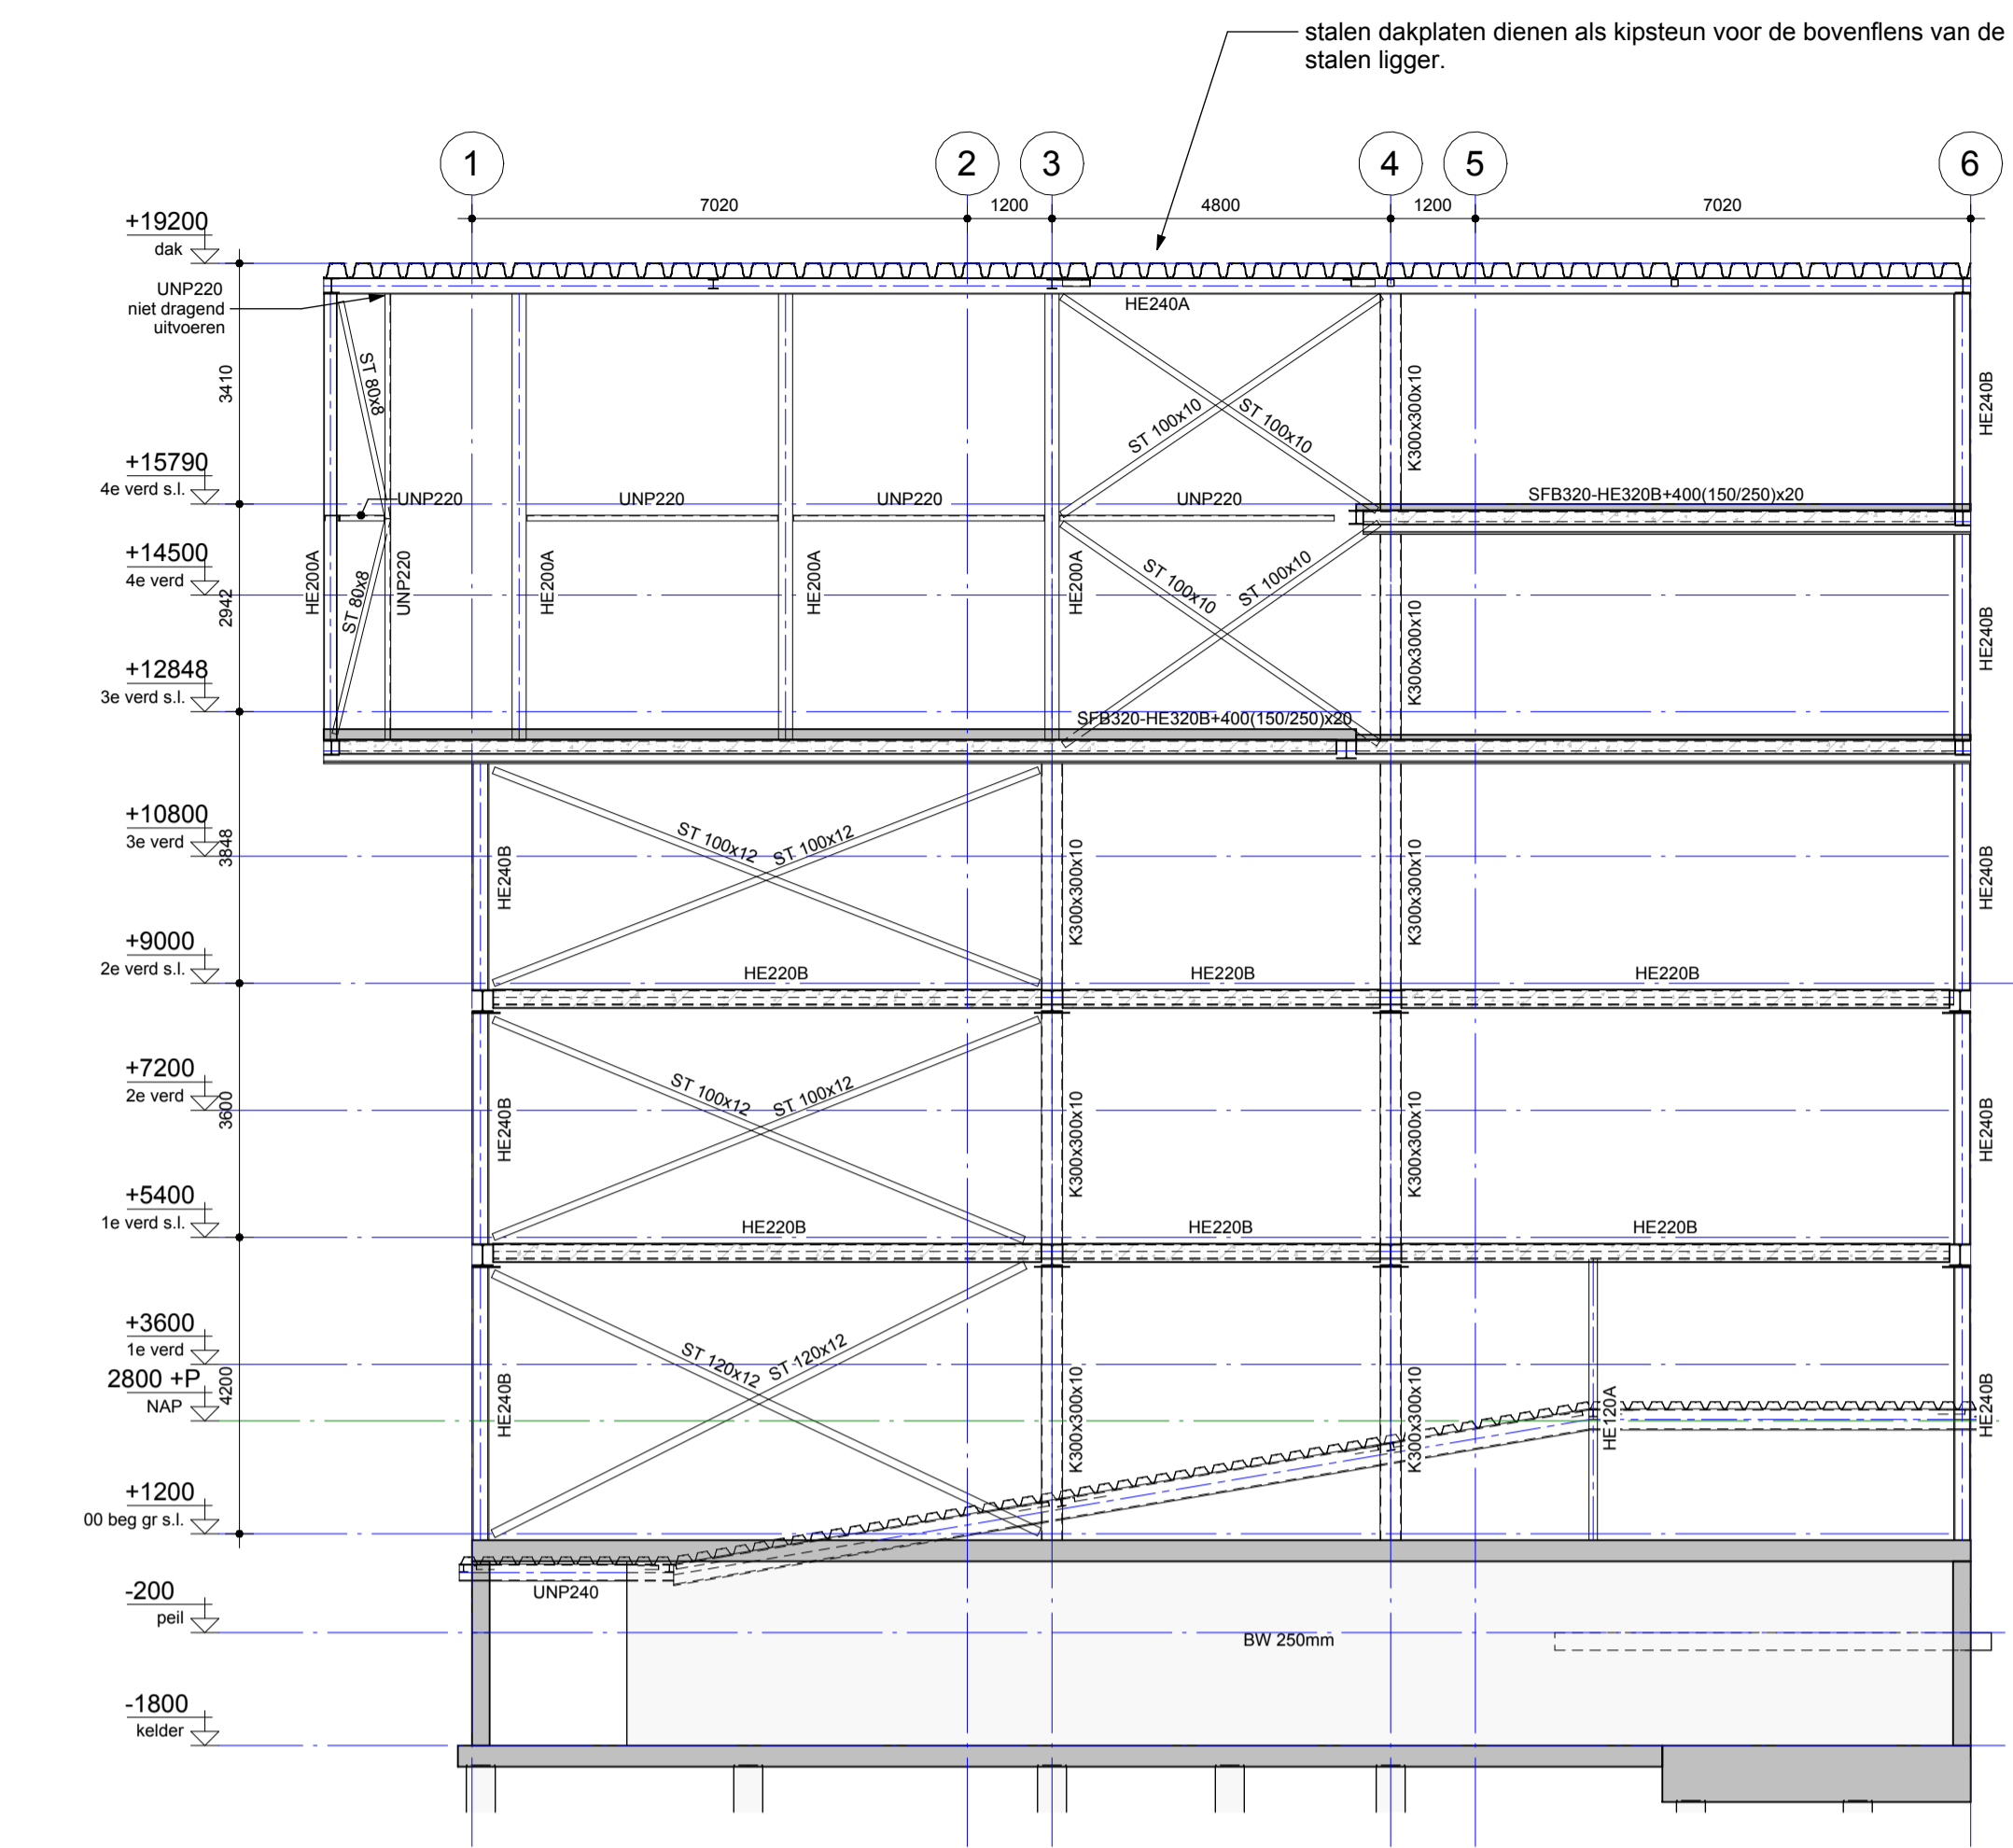 stalen dakplaten dienen als kipsteun voor de bovenflens van de
stalen ligger.
1
2
3
4
5
6
7020
1200
4800
1200
7020
+19200
dak
UNP220
niet dragend
uitvoeren
HE240A
3410
ST 80x8
ST 100x10
ST 100x10
K300x300x10
HE240B
+15790
4e verd s.l.
UNP220
UNP220
UNP220
UNP220
SFB320-HE320B+400(150/250)x20
+14500
4e verd
2942
HE200A
ST 80x8
UNP220
HE200A
HE200A
HE200A
ST 100x10
ST 100x10
K300x300x10
HE240B
+12848
3e verd s.l.
SFB320-HE320B+400(150/250)x20
+10800
3e verd
3848
HE240B
ST 100x12
ST 100x12
K300x300x10
K300x300x10
HE240B
+9000
2e verd s.l.
HE220B
HE220B
HE220B
+7200
2e verd
3600
HE240B
ST 100x12
ST 100x12
K300x300x10
K300x300x10
HE240B
+5400
1e verd s.l.
HE220B
HE220B
HE220B
+3600
1e verd
2800 +P
NAP
4200
HE240B
ST 120x12
ST 120x12
K300x300x10
K300x300x10
HE120A
HE240B
+1200
00 beg gr s.l.
UNP240
-200
peil
BW 250mm
-1800
kelder